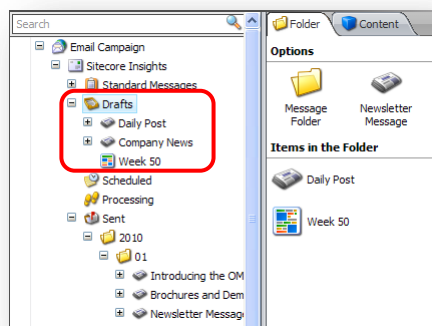 Search
Email Campaign
Sitecore Insights
Standard Messages
Drafts
Daily Post
Company News
Week 50
Scheduled
Processing
Sent
2010
01
Introducing the OM
Brochures and Dem
Newsletter Messag
Folder
Content
Options
Message Folder
Newsletter Message
Items in the Folder
Daily Post
Week 50